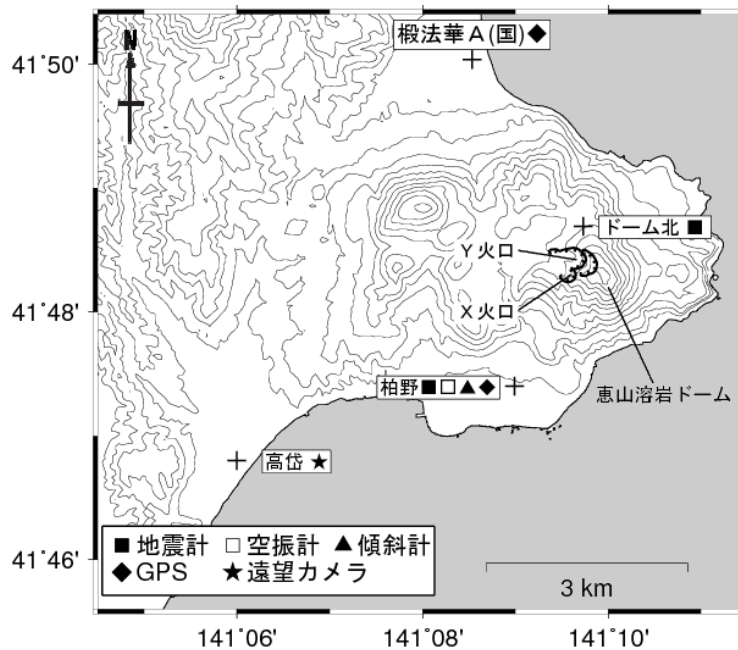 椴法華A(国)◆
N
41°50'
ドーム北 ■
Y火口
X火口
41°48'
柏野■□▲◆
恵山溶岩ドーム
高岱 ★
■地震計 □空振計 ▲傾斜計
◆GPS ★遠望カメラ
41°46'
3 km
141°06' 141°08' 141°10'